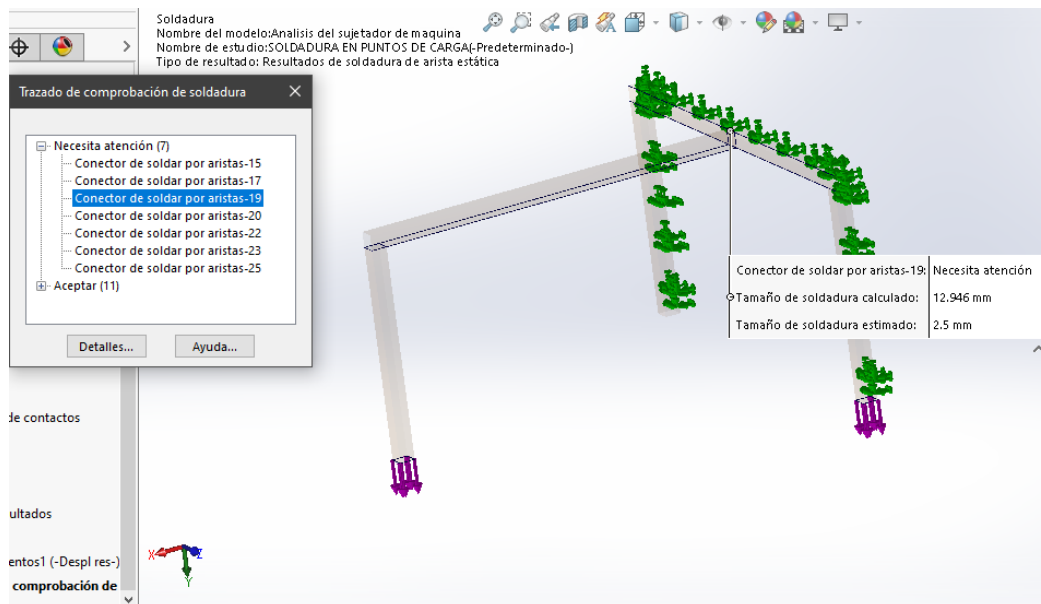 Soldadura
Nombre del modelo:Analisis del sujetador de maquina
Nombre de estudio:SOLDADURA EN PUNTOS DE CARGA(-Predeterminado-)
Tipo de resultado: Resultados de soldadura de arista estática
Trazado de comprobación de soldadura
Necesita atención (7)
Conector de soldar por aristas-15
Conector de soldar por aristas-17
Conector de soldar por aristas-19
Conector de soldar por aristas-20
Conector de soldar por aristas-22
Conector de soldar por aristas-23
Conector de soldar por aristas-25
Aceptar (11)
Detalles...
Ayuda...
Conector de soldar por aristas-19: Necesita atención
Tamaño de soldadura calculado: 12.946 mm
Tamaño de soldadura estimado: 2.5 mm
de contactos
ultados
entos1 (-Despl res-)
comprobación de
X
Y
Z